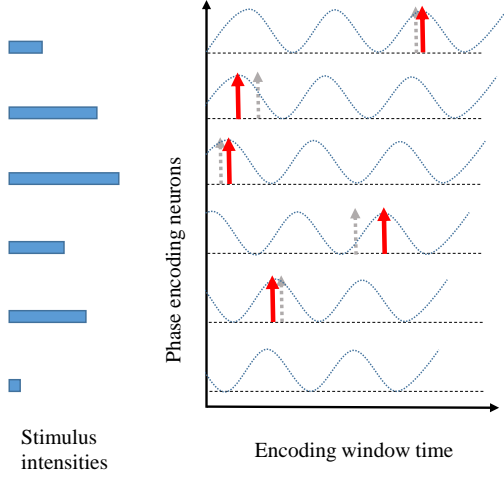 Phase encoding neurons
Stimulus
intensities
Encoding window time